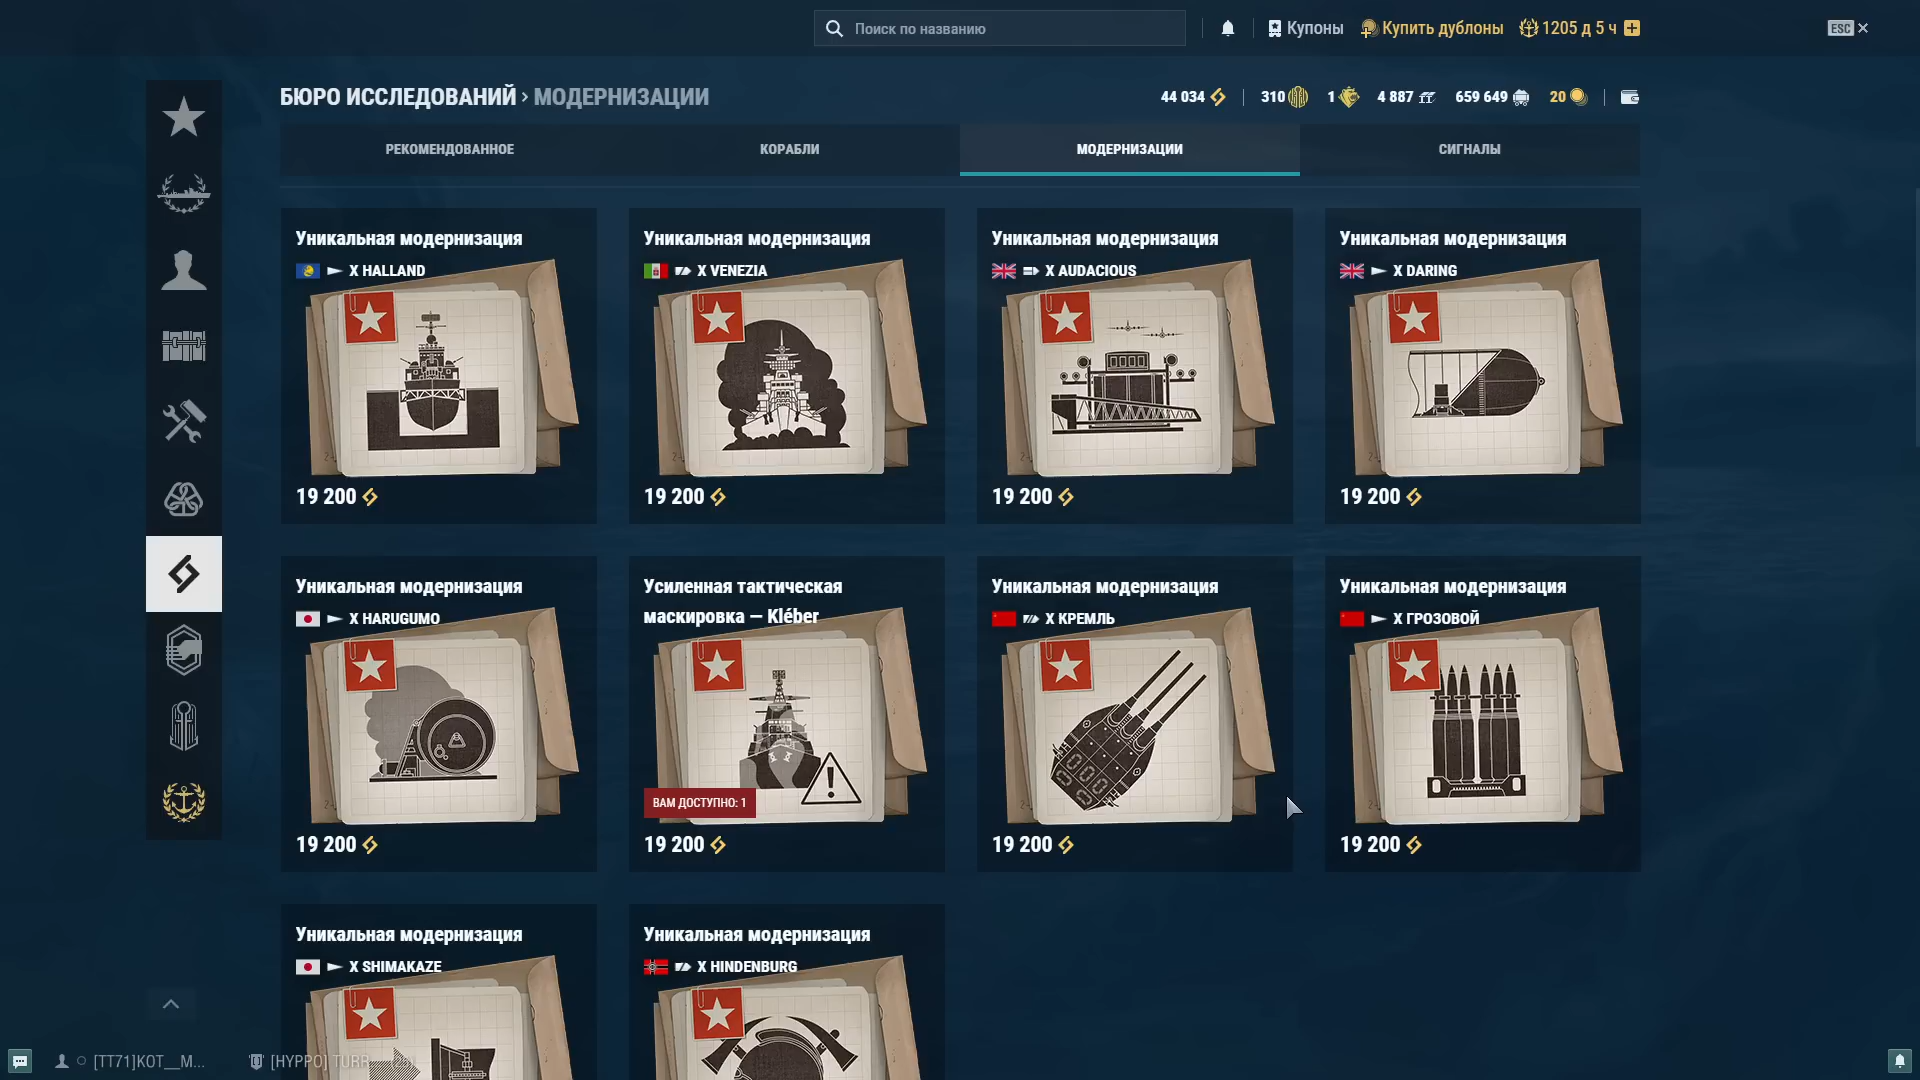 Поиск по названию
Купоны
Купить дублоны
1205 д 5 ч
ESC
БЮРО ИССЛЕДОВАНИЙ › МОДЕРНИЗАЦИИ
44 034
310
1
4 887
659 649
20
РЕКОМЕНДОВАННОЕ
КОРАБЛИ
МОДЕРНИЗАЦИИ
СИГНАЛЫ
Уникальная модернизация
X HALLAND
19 200
Уникальная модернизация
X VENEZIA
19 200
Уникальная модернизация
X AUDACIOUS
19 200
Уникальная модернизация
X DARING
19 200
Уникальная модернизация
X HARUGUMO
19 200
Усиленная тактическая
маскировка — Kléber
ВАМ ДОСТУПНО: 1
19 200
Уникальная модернизация
X КРЕМЛЬ
19 200
Уникальная модернизация
X ГРОЗОВОЙ
19 200
Уникальная модернизация
X SHIMAKAZE
Уникальная модернизация
X HINDENBURG
[TT71]KOT__M...
[HYPPO] TURR